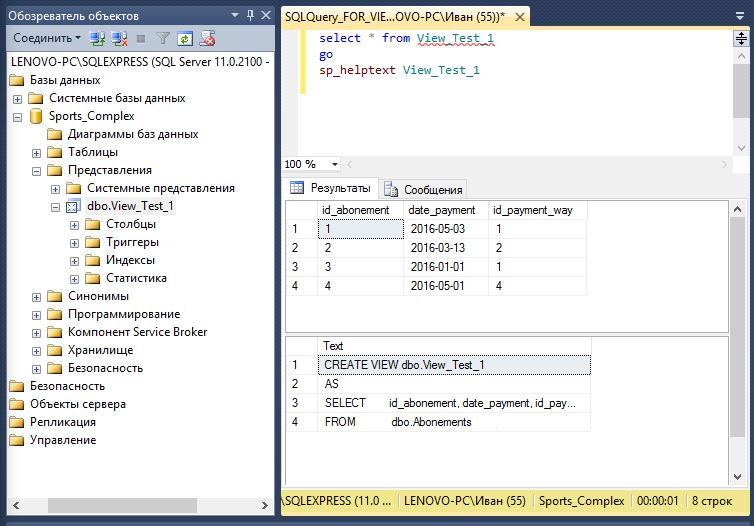 Обозреватель объектов
Соединить
LENOVO-PC\SQLEXPRESS (SQL Server 11.0.2100 -
Базы данных
Системные базы данных
Sports_Complex
Диаграммы баз данных
Таблицы
Представления
Системные представления
dbo.View_Test_1
Столбцы
Триггеры
Индексы
Статистика
Синонимы
Программирование
Компонент Service Broker
Хранилище
Безопасность
Безопасность
Объекты сервера
Репликация
Управление
SQLQuery_FOR_VIE...OVO-PC\Иван (55))*
select * from View_Test_1
go
sp_helptext View_Test_1
100 %
Результаты Сообщения
id_abonement date_payment id_payment_way
1 1 2016-05-03 1
2 2 2016-03-13 2
3 3 2016-01-01 1
4 4 2016-05-01 4
Text
1 CREATE VIEW dbo.View_Test_1
2 AS
3 SELECT id_abonement, date_payment, id_pay...
4 FROM dbo.Abonements
\SQLEXPRESS (11.0 ... LENOVO-PC\Иван (55) Sports_Complex 00:00:01 8 строк